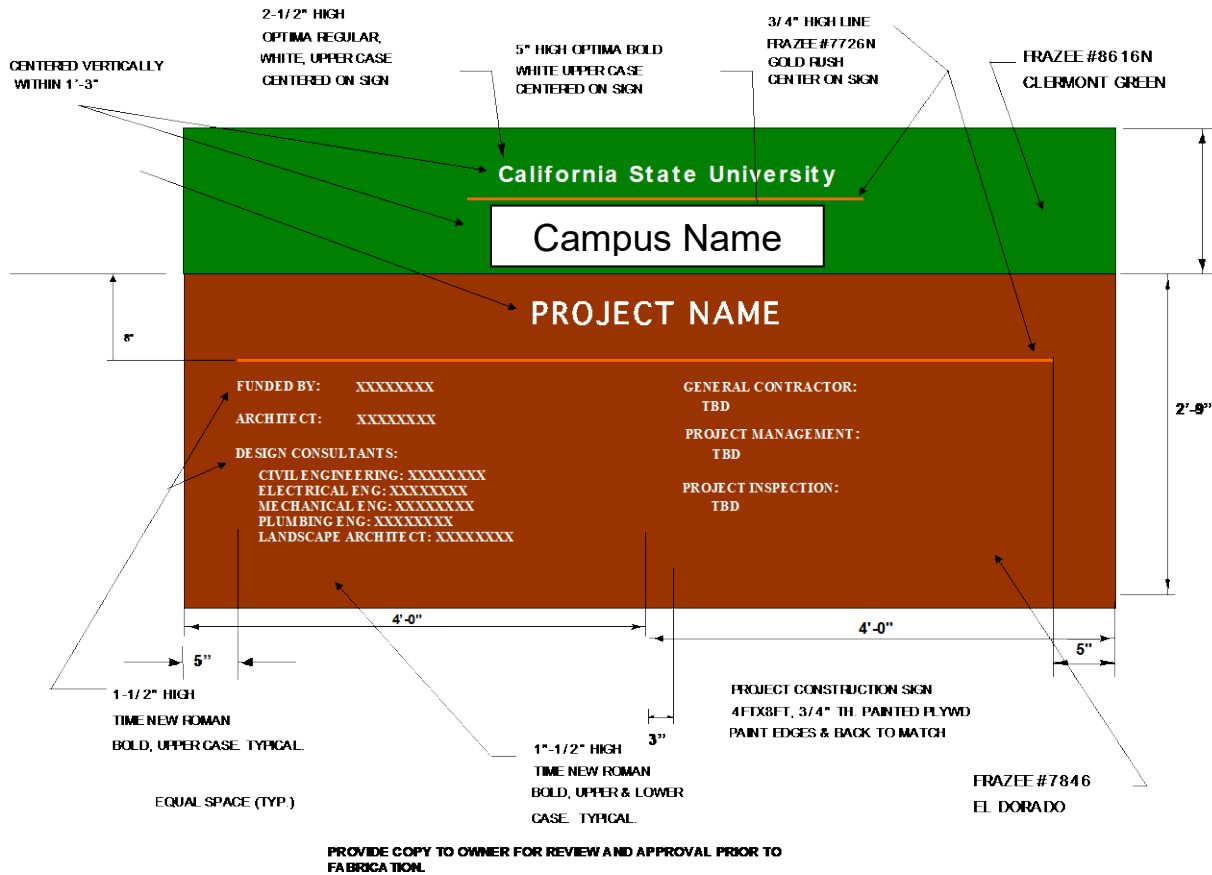 2-1/2" HIGH
OPTIMA REGULAR,
WHITE, UPPER CASE
CENTERED ON SIGN
5" HIGH OPTIMA BOLD
WHITE UPPER CASE
CENTERED ON SIGN
3/4" HIGH LINE
FRAZEE #7726N
GOLD RUSH
CENTER ON SIGN
FRAZEE #8616N
CLERMONT GREEN
CENTERED VERTICALLY
WITHIN 1'-3"
California State University
Campus Name
PROJECT NAME
8"
2'-9"
FUNDED BY: XXXXXXXX
ARCHITECT: XXXXXXXX
DESIGN CONSULTANTS:
CIVIL ENGINEERING: XXXXXXXX
ELECTRICAL ENG: XXXXXXXX
MECHANICAL ENG: XXXXXXXX
PLUMBING ENG: XXXXXXXX
LANDSCAPE ARCHITECT: XXXXXXXX
GENERAL CONTRACTOR:
TBD
PROJECT MANAGEMENT:
TBD
PROJECT INSPECTION:
TBD
4'-0"
4'-0"
5"
5"
3"
1-1/2" HIGH
TIME NEW ROMAN
BOLD, UPPER CASE. TYPICAL.
EQUAL SPACE (TYP.)
1"-1/2" HIGH
TIME NEW ROMAN
BOLD, UPPER & LOWER
CASE. TYPICAL.
PROJECT CONSTRUCTION SIGN
4FTX8FT, 3/4" TH. PAINTED PLYWD
PAINT EDGES & BACK TO MATCH
FRAZEE #7846
EL DORADO
PROVIDE COPY TO OWNER FOR REVIEW AND APPROVAL PRIOR TO
FABRICATION.